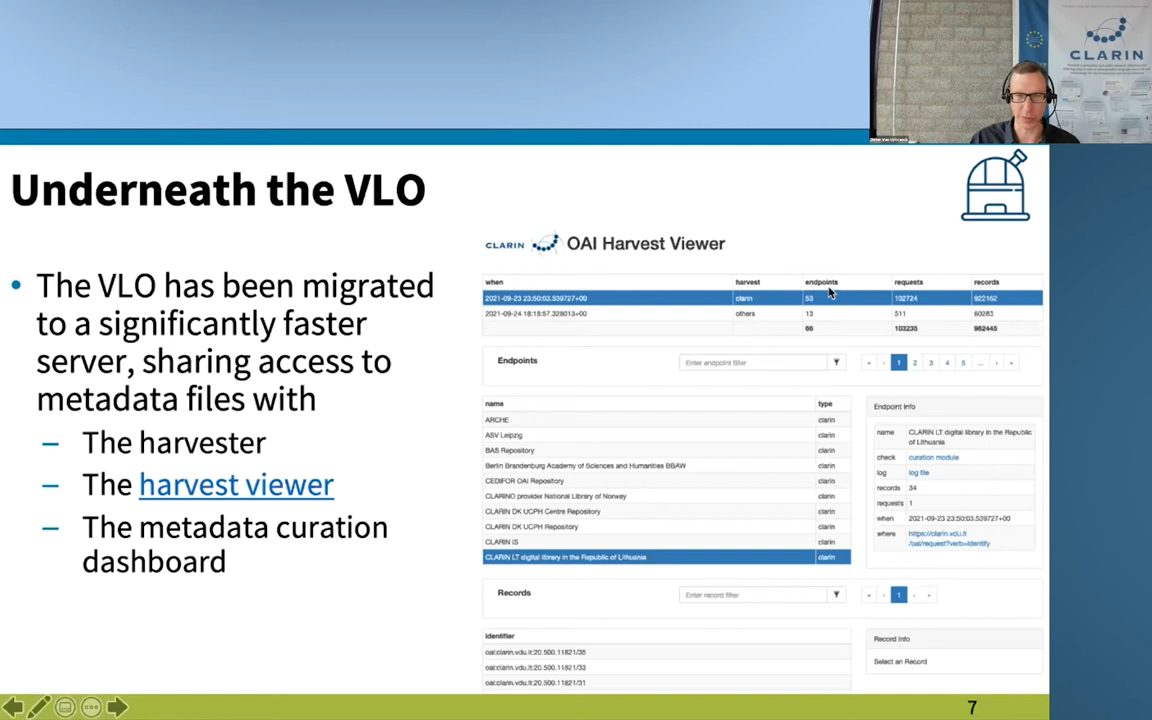 CLARIN
Underneath the VLO
CLARIN OAI Harvest Viewer
• The VLO has been migrated
to a significantly faster
server, sharing access to
metadata files with
– The harvester
– The harvest viewer
– The metadata curation
dashboard
when harvest endpoints requests records
2021-09-23 23:50:03.539727+00 clarin 53 102724 922162
2021-09-24 18:18:57.328013+00 others 13 511 60283
66 103235 982445
Endpoints Enter endpoint filter « ‹ 1 2 3 4 5 ... › »
name type
ARCHE clarin
ASV Leipzig clarin
BAS Repository clarin
Berlin Brandenburg Academy of Sciences and Humanities BBAW clarin
CEDIFOR OAI Repository clarin
CLARINO provider National Library of Norway clarin
CLARIN DK UCPH Centre Repository clarin
CLARIN DK UCPH Repository clarin
CLARIN IS clarin
CLARIN LT digital library in the Republic of Lithuania clarin
Endpoint Info
name CLARIN LT digital library in the Republic
of Lithuania
check curation module
log log file
records 34
requests 1
when 2021-09-23 23:50:03.539727+00
where https://clarin.vdu.lt
/oai/request?verb=Identify
Records Enter record filter « ‹ 1 › »
identifier
oai:clarin.vdu.lt:20.500.11821/35
oai:clarin.vdu.lt:20.500.11821/33
oai:clarin.vdu.lt:20.500.11821/31
Record Info
Select an Record
7